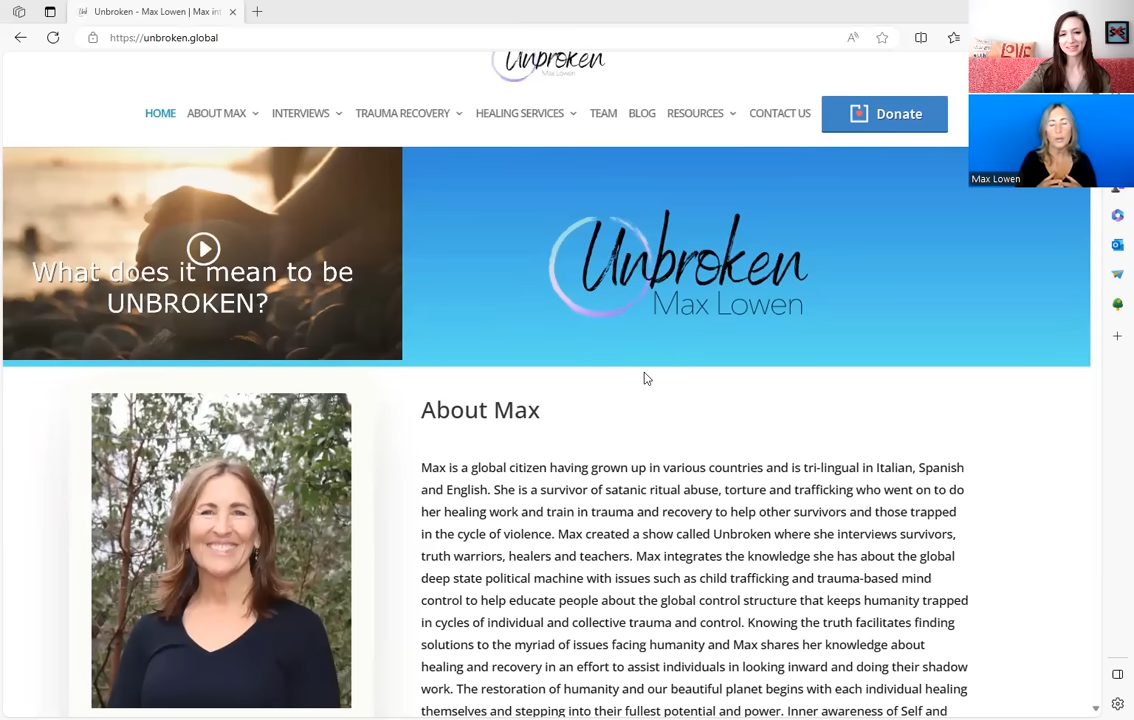 Unbroken - Max Lowen | Max in
https://unbroken.global
Unbroken
Max Lowen
HOME ABOUT MAX INTERVIEWS TRAUMA RECOVERY HEALING SERVICES TEAM BLOG RESOURCES CONTACT US Donate
LOVE
Max Lowen
What does it mean to be
UNBROKEN?
Unbroken
Max Lowen
About Max
Max is a global citizen having grown up in various countries and is tri-lingual in Italian, Spanish
and English. She is a survivor of satanic ritual abuse, torture and trafficking who went on to do
her healing work and train in trauma and recovery to help other survivors and those trapped
in the cycle of violence. Max created a show called Unbroken where she interviews survivors,
truth warriors, healers and teachers. Max integrates the knowledge she has about the global
deep state political machine with issues such as child trafficking and trauma-based mind
control to help educate people about the global control structure that keeps humanity trapped
in cycles of individual and collective trauma and control. Knowing the truth facilitates finding
solutions to the myriad of issues facing humanity and Max shares her knowledge about
healing and recovery in an effort to assist individuals in looking inward and doing their shadow
work. The restoration of humanity and our beautiful planet begins with each individual healing
themselves and stepping into their fullest potential and power. Inner awareness of Self and